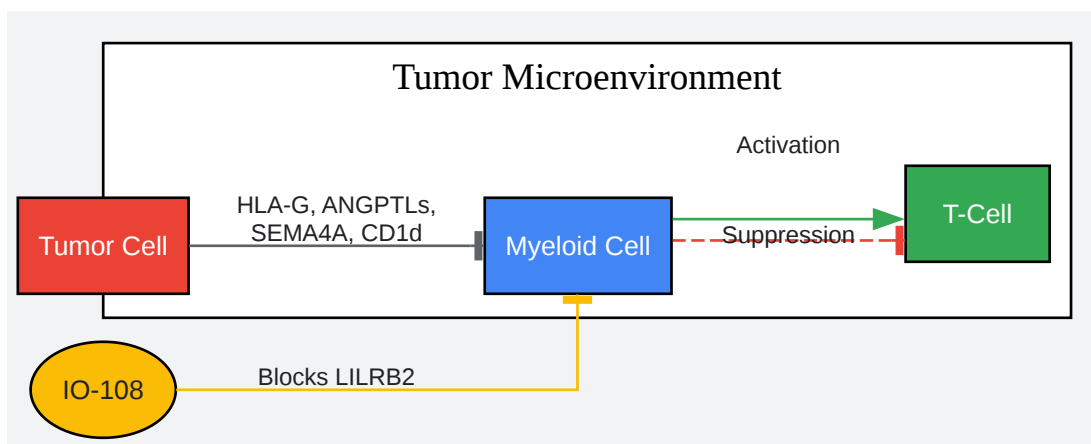 Tumor Microenvironment
Activation
HLA-G, ANGPTLs,
SEMA4A, CD1d
T-Cell
Suppression
Tumor Cell
Myeloid Cell
IO-108
Blocks LILRB2